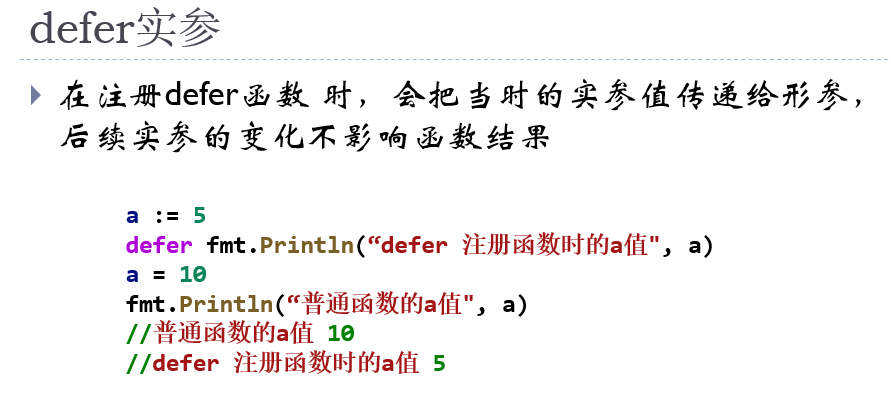 defer实参
在注册defer函数 时，会把当时的实参值传递给形参，
后续实参的变化不影响函数结果
a := 5
defer fmt.Println(“defer 注册函数时的a值", a)
a = 10
fmt.Println(“普通函数的a值", a)
//普通函数的a值 10
//defer 注册函数时的a值 5